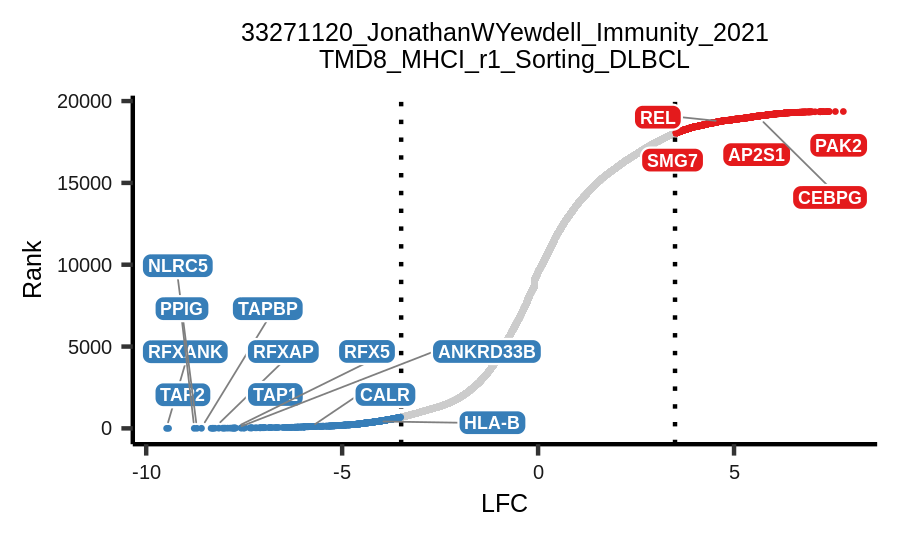 33271120_JonathanWYewdell_Immunity_2021
TMD8_MHCI_r1_Sorting_DLBCL
Rank
20000
15000
10000
5000
0
REL
SMG7
AP2S1
PAK2
CEBPG
NLRC5
PPIG
TAPBP
RFXANK
RFXAP
RFX5
ANKRD33B
TAP2
TAP1
CALR
HLA-B
-10
-5
0
5
LFC